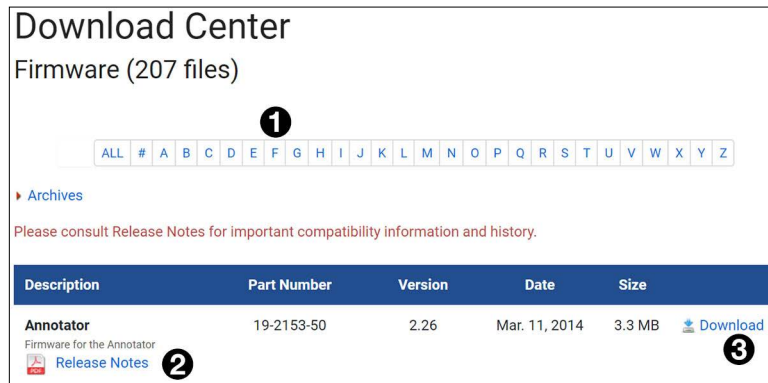 Download Center
Firmware (207 files)
1
ALL # A B C D E F G H I J K L M N O P Q R S T U V W X Y Z
Archives
Please consult Release Notes for important compatibility information and history.
Description Part Number Version Date Size
Annotator 19-2153-50 2.26 Mar. 11, 2014 3.3 MB Download
Firmware for the Annotator
PDF Release Notes 2 3